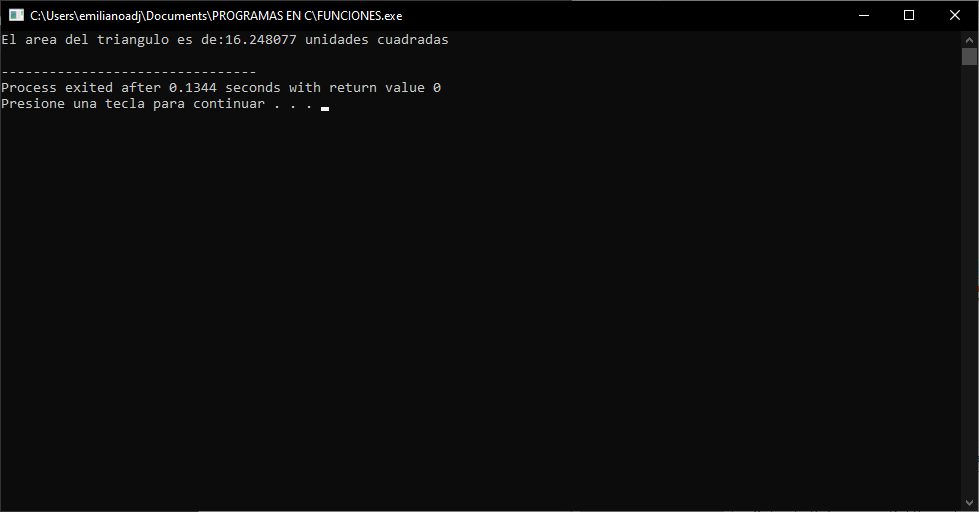 C:\Users\emilianoadj\Documents\PROGRAMAS EN C\FUNCIONES.exe
El area del triangulo es de:16.248077 unidades cuadradas
--------------------------------
Process exited after 0.1344 seconds with return value 0
Presione una tecla para continuar . . .